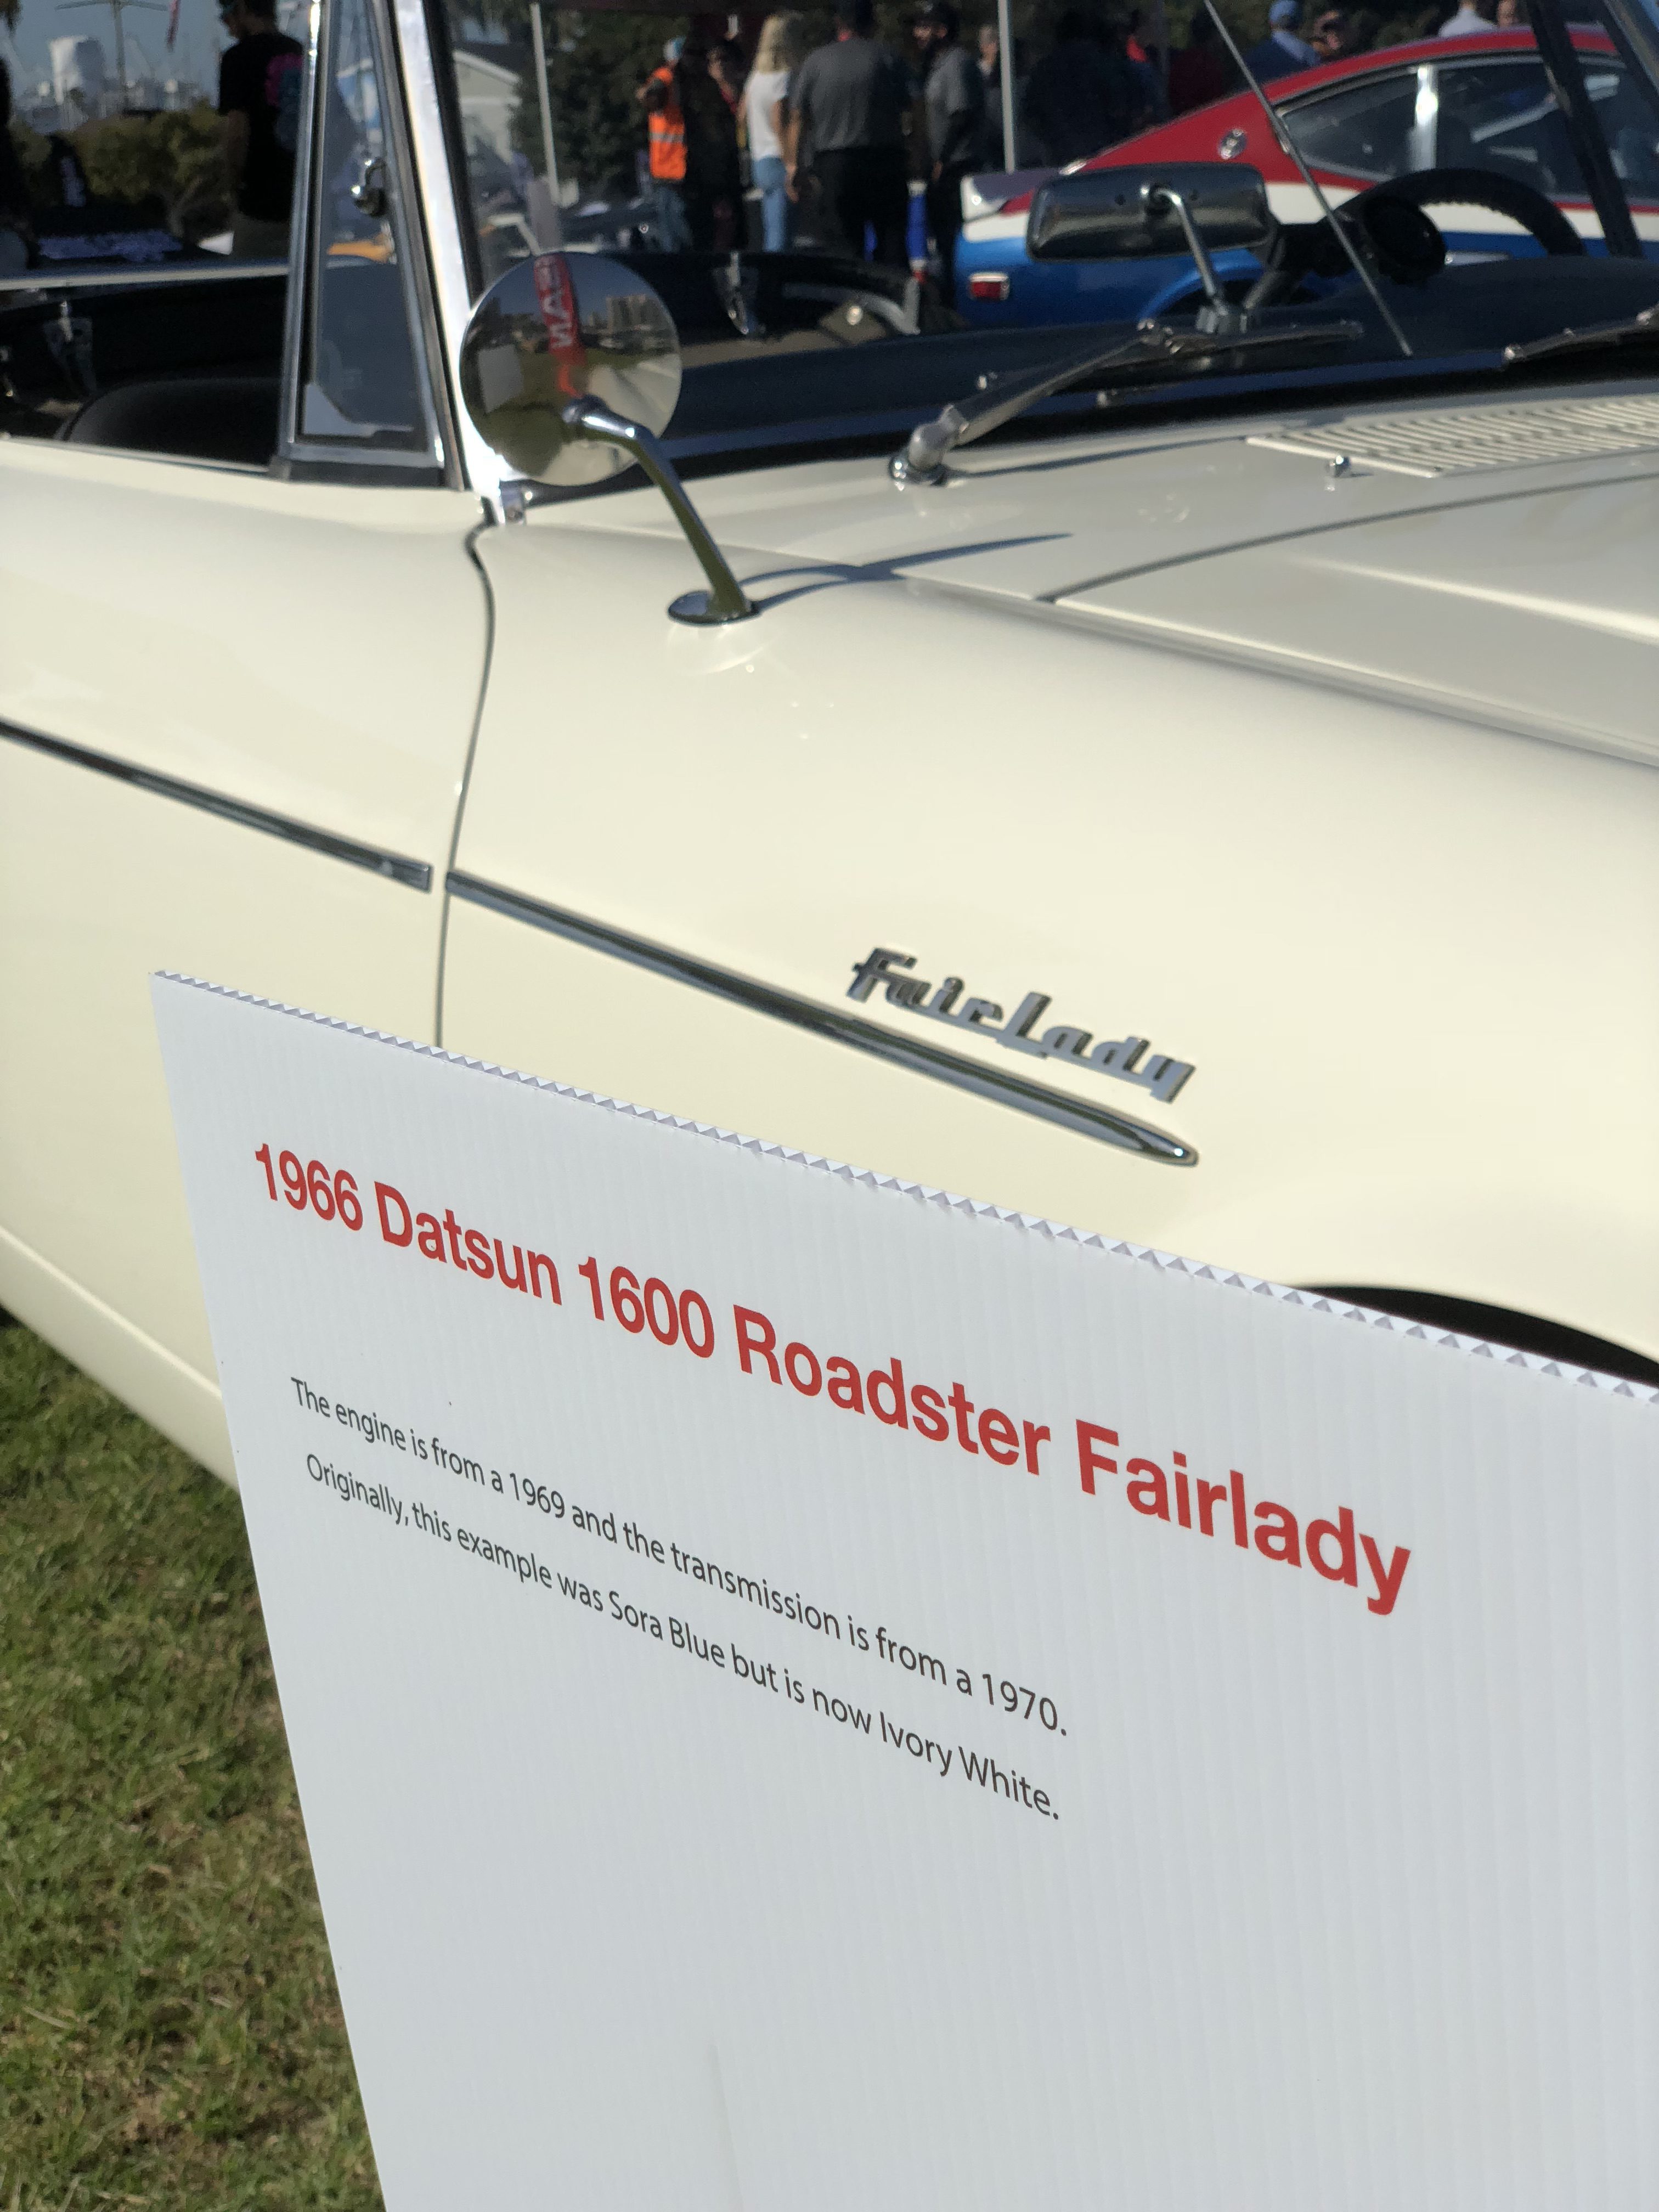 FairLady
1966 Datsun 1600 Roadster Fairlady
The engine is from a 1969 and the transmission is from a 1970.
Originally, this example was Sora Blue but is now Ivory White.